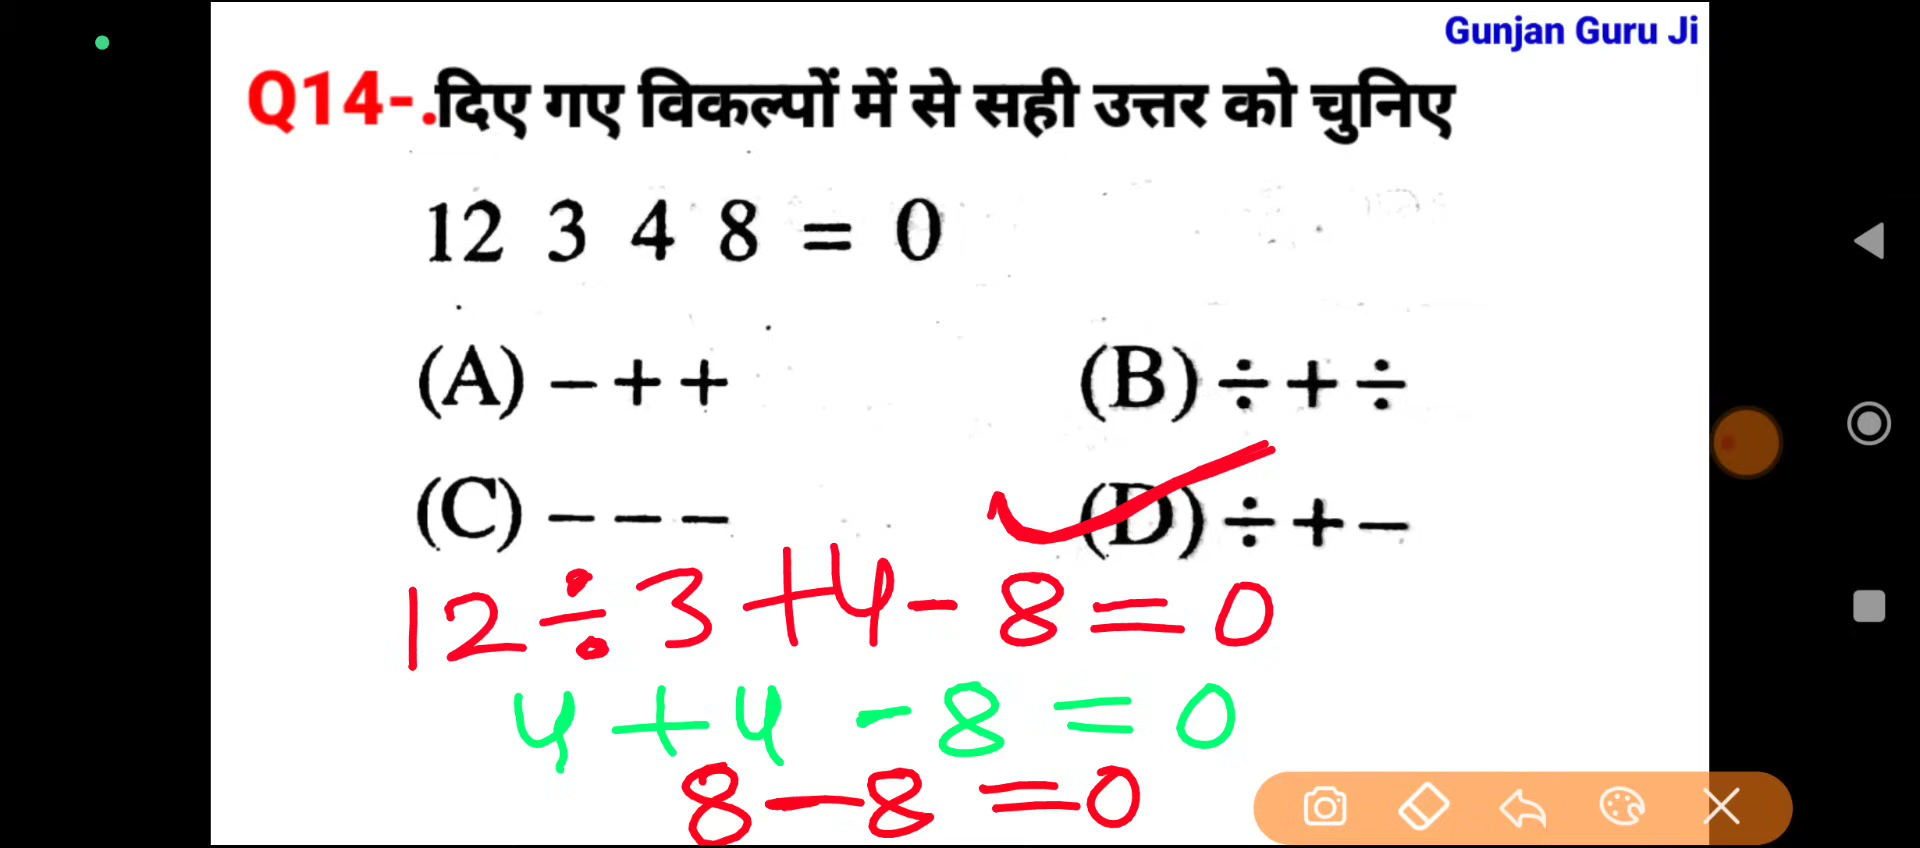 Gunjan Guru Ji
Q14-.दिए गए विकल्पों में से सही उत्तर को चुनिए
12 3 4 8 = 0
(A) – + +
(B) ÷ + ÷
(C) – – –
(D) ÷ + –
12 ÷ 3 + 4 - 8 = 0
4 + 4 - 8 = 0
8 - 8 = 0